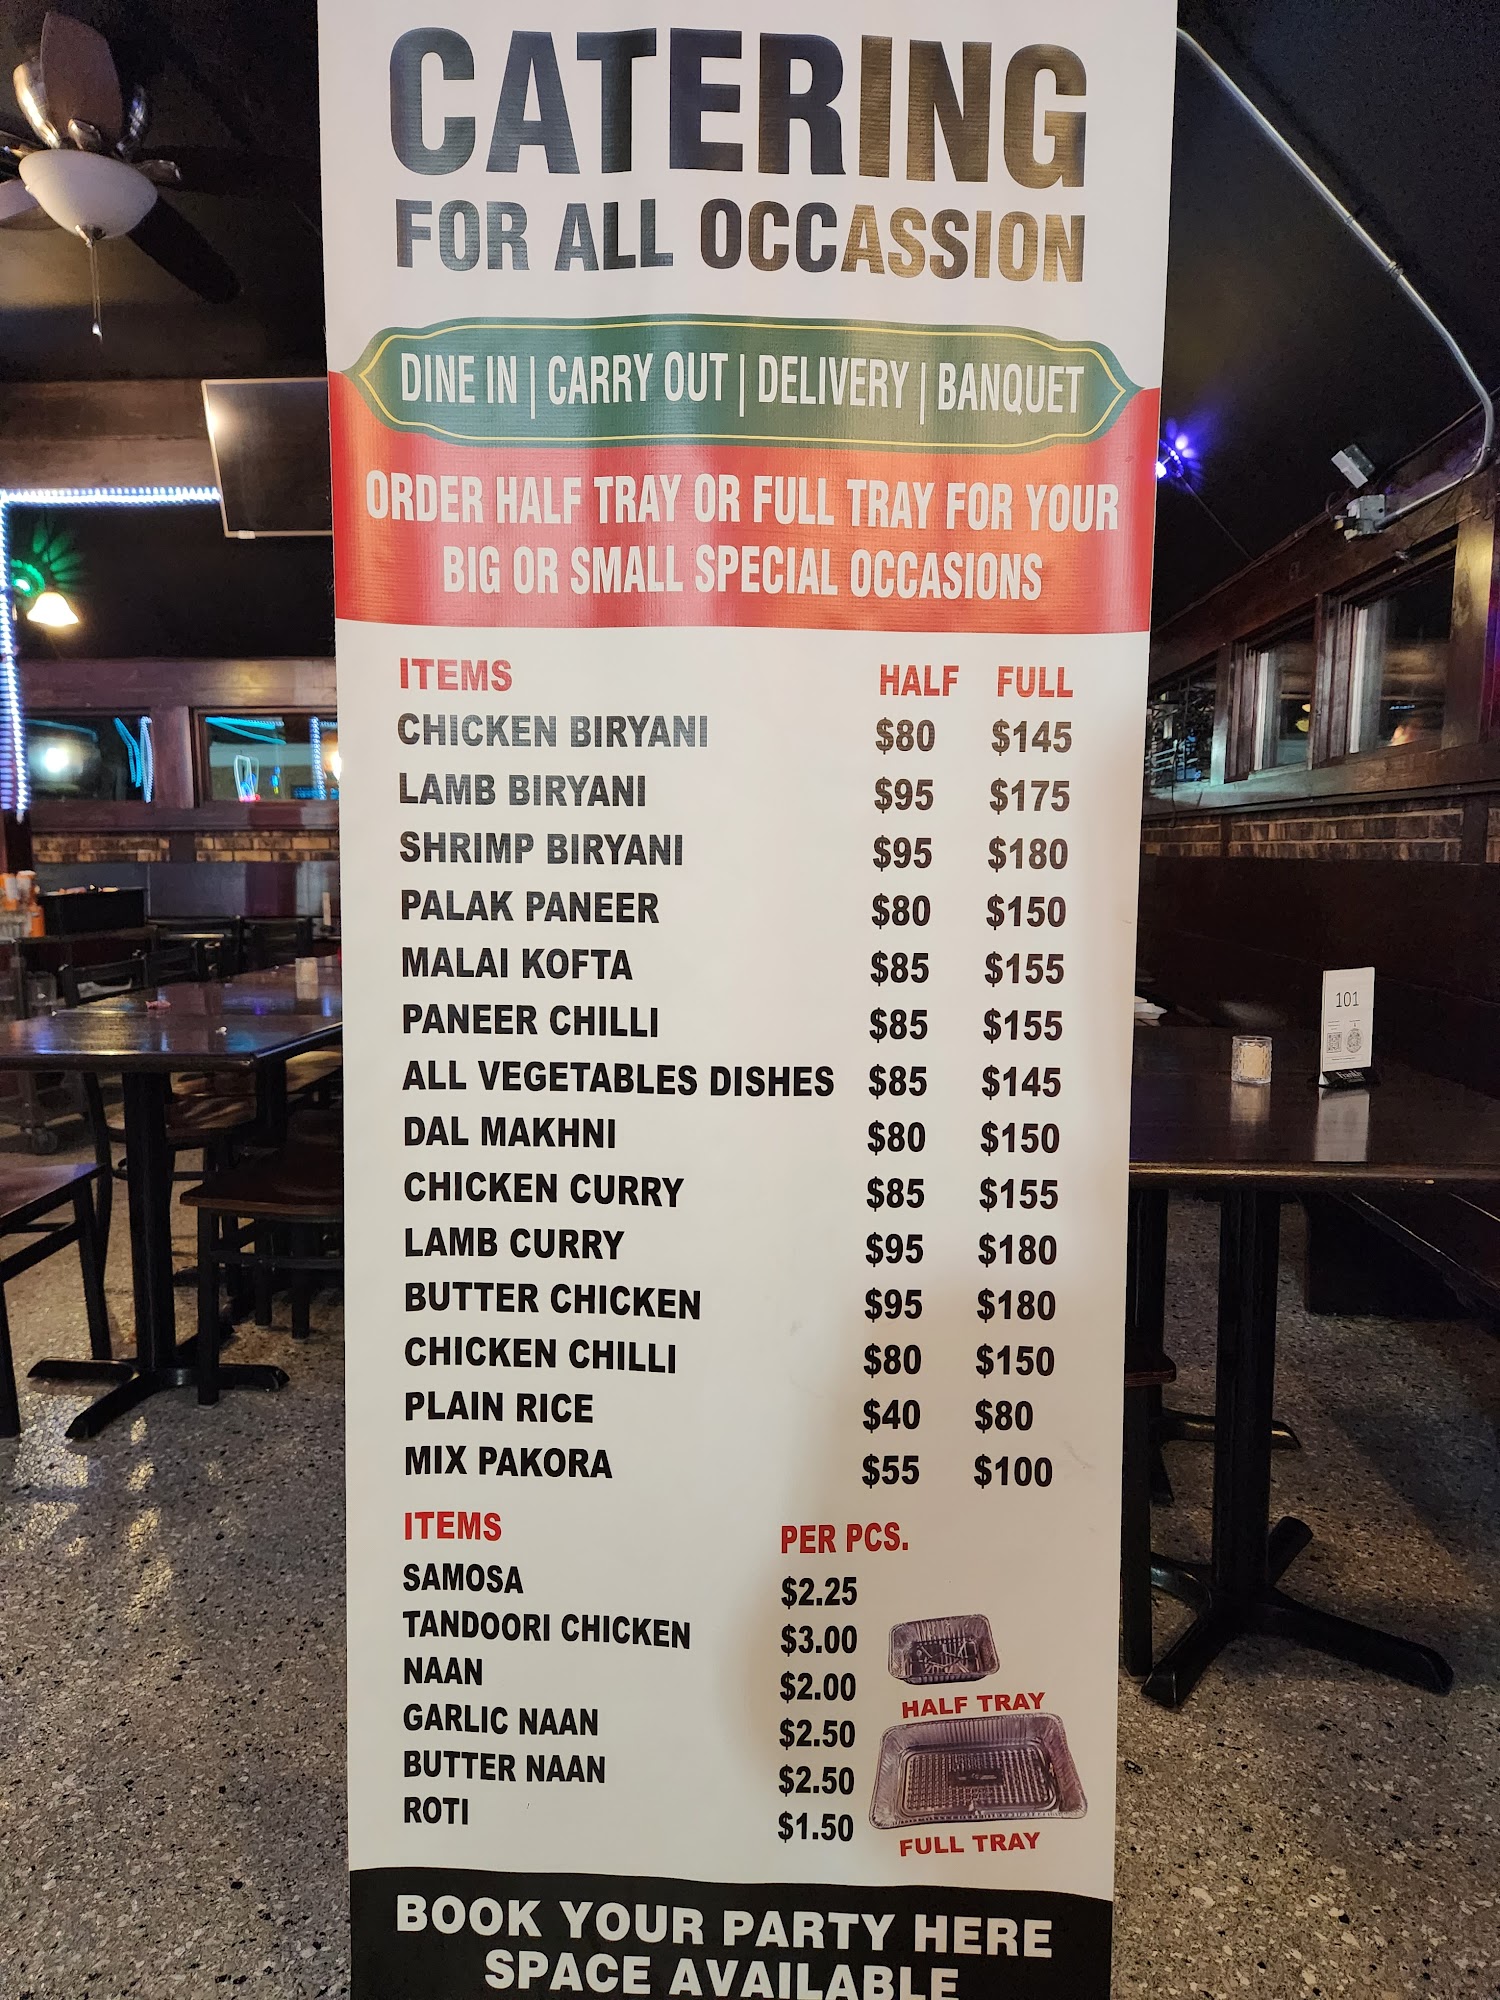 CATERING
FOR ALL OCCASSION
DINE IN | CARRY OUT | DELIVERY | BANQUET
ORDER HALF TRAY OR FULL TRAY FOR YOUR
BIG OR SMALL SPECIAL OCCASIONS
ITEMS HALF FULL
CHICKEN BIRYANI $80 $145
LAMB BIRYANI $95 $175
SHRIMP BIRYANI $95 $180
PALAK PANEER $80 $150
MALAI KOFTA $85 $155
PANEER CHILLI $85 $155
ALL VEGETABLES DISHES $85 $145
DAL MAKHNI $80 $150
CHICKEN CURRY $85 $155
LAMB CURRY $95 $180
BUTTER CHICKEN $95 $180
CHICKEN CHILLI $80 $150
PLAIN RICE $40 $80
MIX PAKORA $55 $100
ITEMS PER PCS.
SAMOSA $2.25
TANDOORI CHICKEN $3.00
NAAN $2.00
GARLIC NAAN $2.50
BUTTER NAAN $2.50
ROTI $1.50
HALF TRAY
FULL TRAY
BOOK YOUR PARTY HERE
SPACE AVAILABLE
101